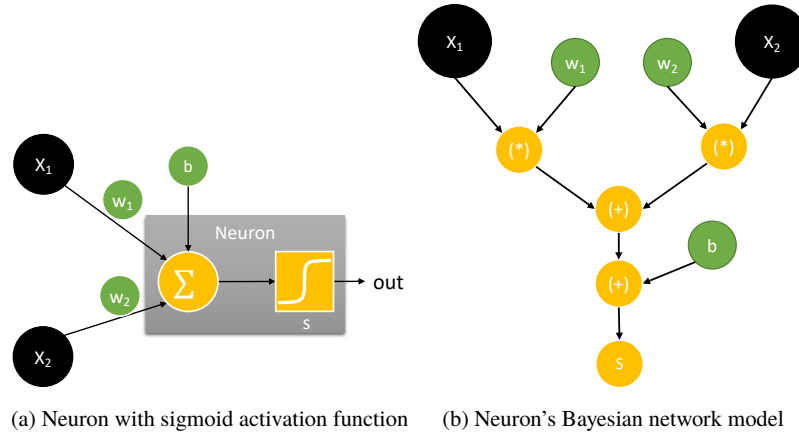 X₁
b
w₁
Neuron
Σ
out
w₂
s
X₂
(a) Neuron with sigmoid activation function
X₁
w₁
w₂
X₂
(*)
(*)
(+)
b
(+)
S
(b) Neuron's Bayesian network model